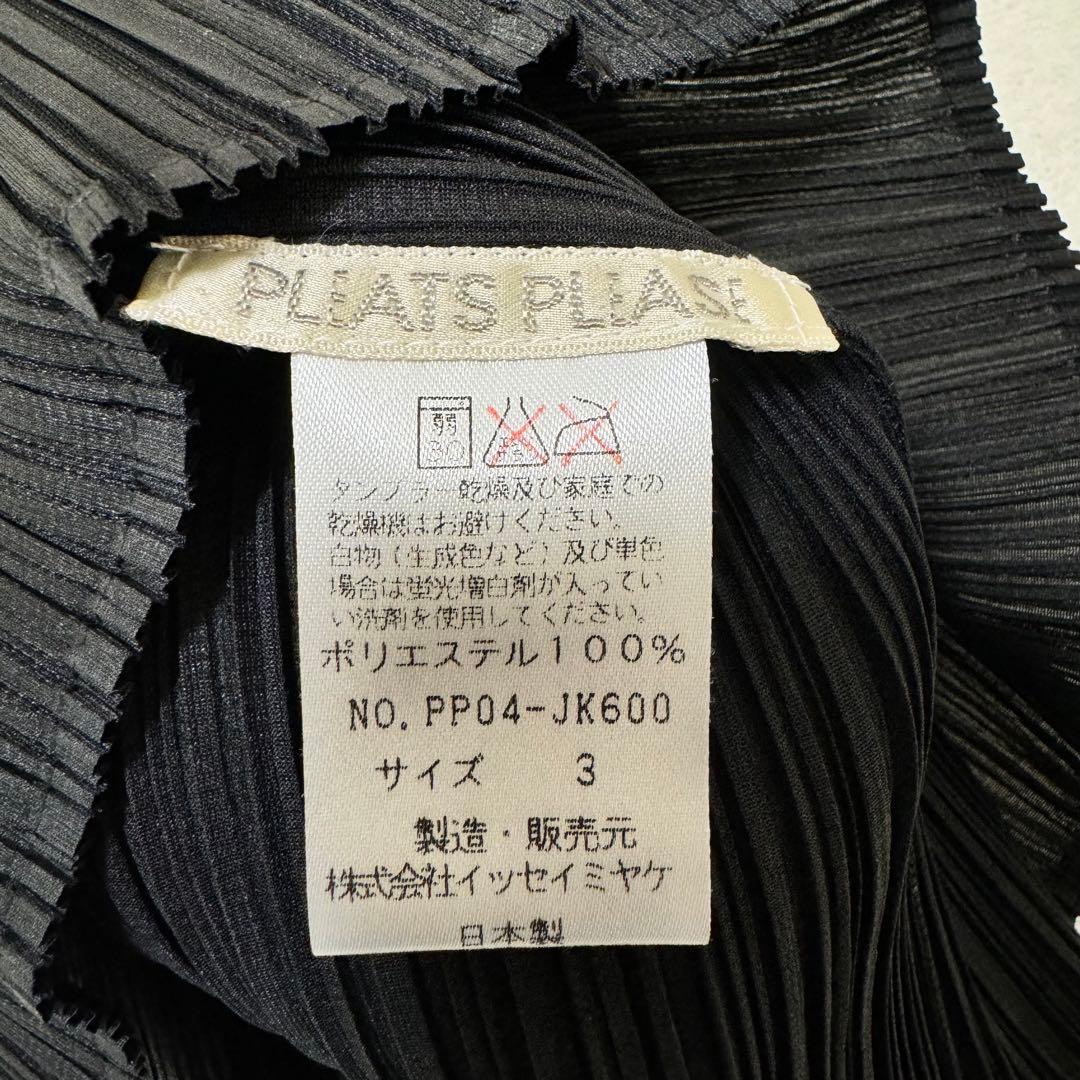 PLEATS PLEASE
弱
30
タンブラー乾燥及び家庭での
乾燥機はお避けください。
白物（生成色など）及び単色
場合は蛍光増白剤が入ってい
い洗剤を使用してください。
ポリエステル100%
NO. PP04-JK600
サイズ 3
製造・販売元
株式会社イッセイミヤケ
日本製